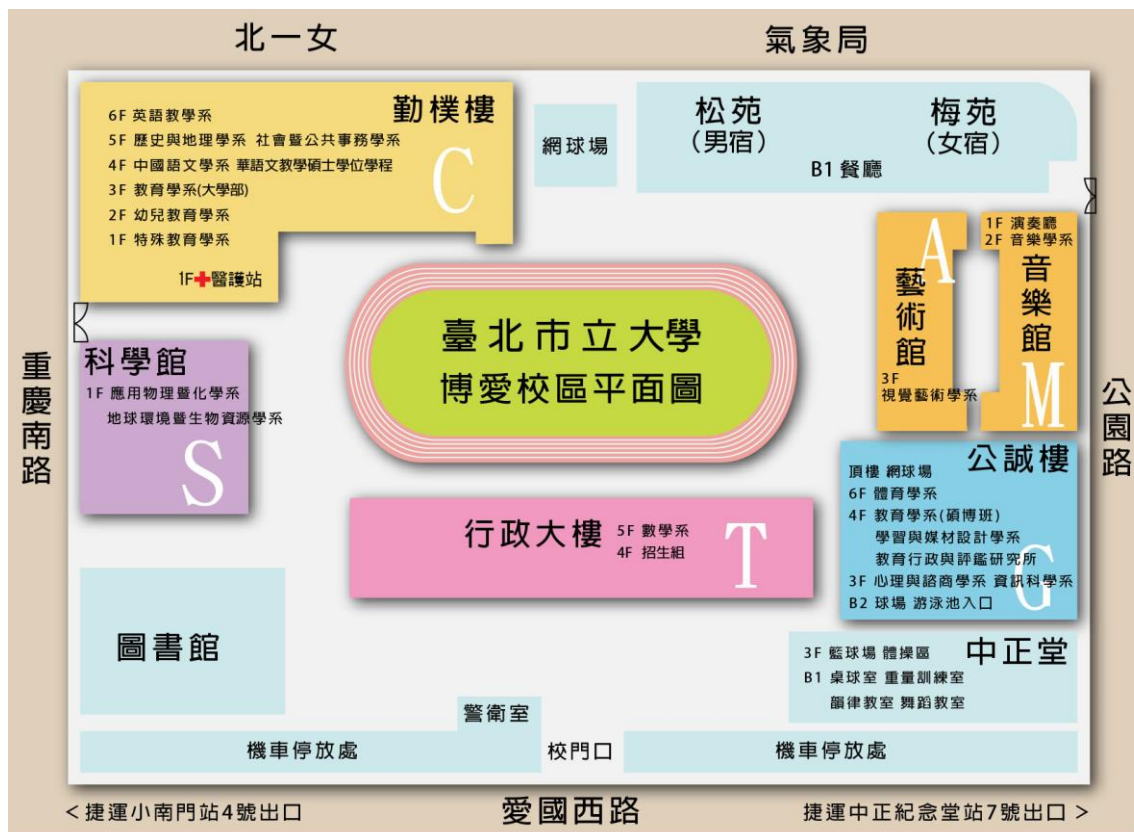 北一女
氣象局
勤樸樓
6F 英語教學系
5F 歷史與地理學系 社會暨公共事務學系
4F 中國語文學系 華語文教學碩士學位學程
3F 教育學系(大學部)
2F 幼兒教育學系
1F 特殊教育學系
1F✚醫護站
C
網球場
松苑
(男宿)
梅苑
(女宿)
B1 餐廳
A
藝術館
3F
視覺藝術學系
1F 演奏廳
2F 音樂學系
音樂館
M
臺北市立大學
博愛校區平面圖
重慶南路
科學館
1F 應用物理暨化學系
地球環境暨生物資源學系
S
公園路
公誠樓
頂樓 網球場
6F 體育學系
4F 教育學系(碩博班)
學習與媒材設計學系
教育行政與評鑑研究所
3F 心理與諮商學系 資訊科學系
B2 球場 游泳池入口
G
行政大樓
5F 數學系
4F 招生組
T
圖書館
中正堂
3F 籃球場 體操區
B1 桌球室 重量訓練室
韻律教室 舞蹈教室
警衛室
機車停放處
校門口
機車停放處
<捷運小南門站4號出口
愛國西路
捷運中正紀念堂站7號出口>